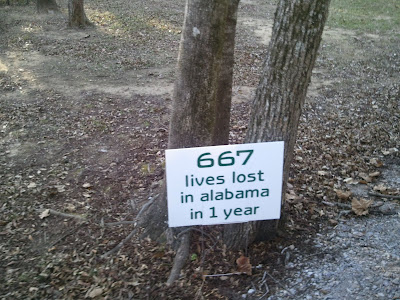 667
lives lost
in alabama
in 1 year